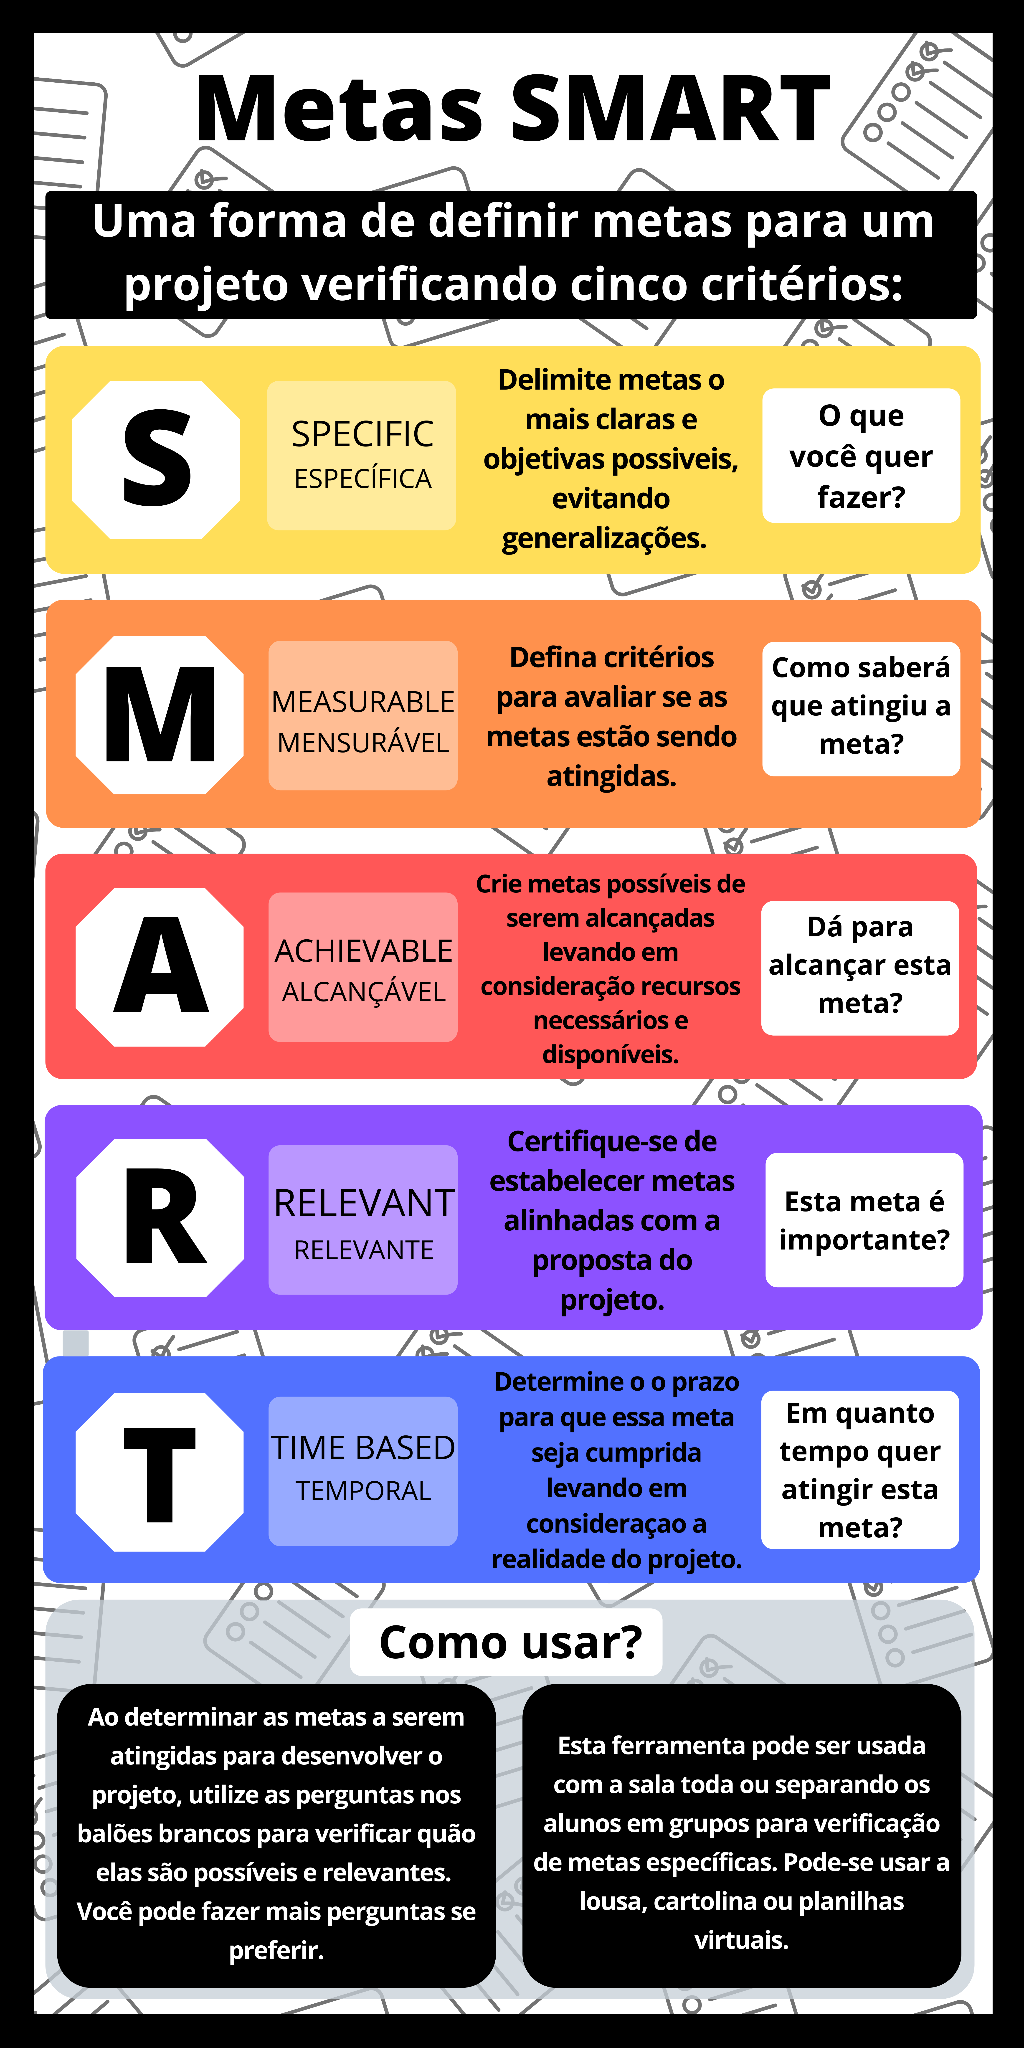 Metas SMART
Uma forma de definir metas para um
projeto verificando cinco critérios:
S
SPECIFIC
ESPECÍFICA
Delimite metas o
mais claras e
objetivas possiveis,
evitando
generalizações.
O que
você quer
fazer?
M
MEASURABLE
MENSURÁVEL
Defina critérios
para avaliar se as
metas estão sendo
atingidas.
Como saberá
que atingiu a
meta?
A
ACHIEVABLE
ALCANÇÁVEL
Crie metas possíveis de
serem alcançadas
levando em
consideração recursos
necessários e
disponíveis.
Dá para
alcançar esta
meta?
R
RELEVANT
RELEVANTE
Certifique-se de
estabelecer metas
alinhadas com a
proposta do
projeto.
Esta meta é
importante?
T
TIME BASED
TEMPORAL
Determine o o prazo
para que essa meta
seja cumprida
levando em
consideraçao a
realidade do projeto.
Em quanto
tempo quer
atingir esta
meta?
Como usar?
Ao determinar as metas a serem
atingidas para desenvolver o
projeto, utilize as perguntas nos
balões brancos para verificar quão
elas são possíveis e relevantes.
Você pode fazer mais perguntas se
preferir.
Esta ferramenta pode ser usada
com a sala toda ou separando os
alunos em grupos para verificação
de metas específicas. Pode-se usar a
lousa, cartolina ou planilhas
virtuais.